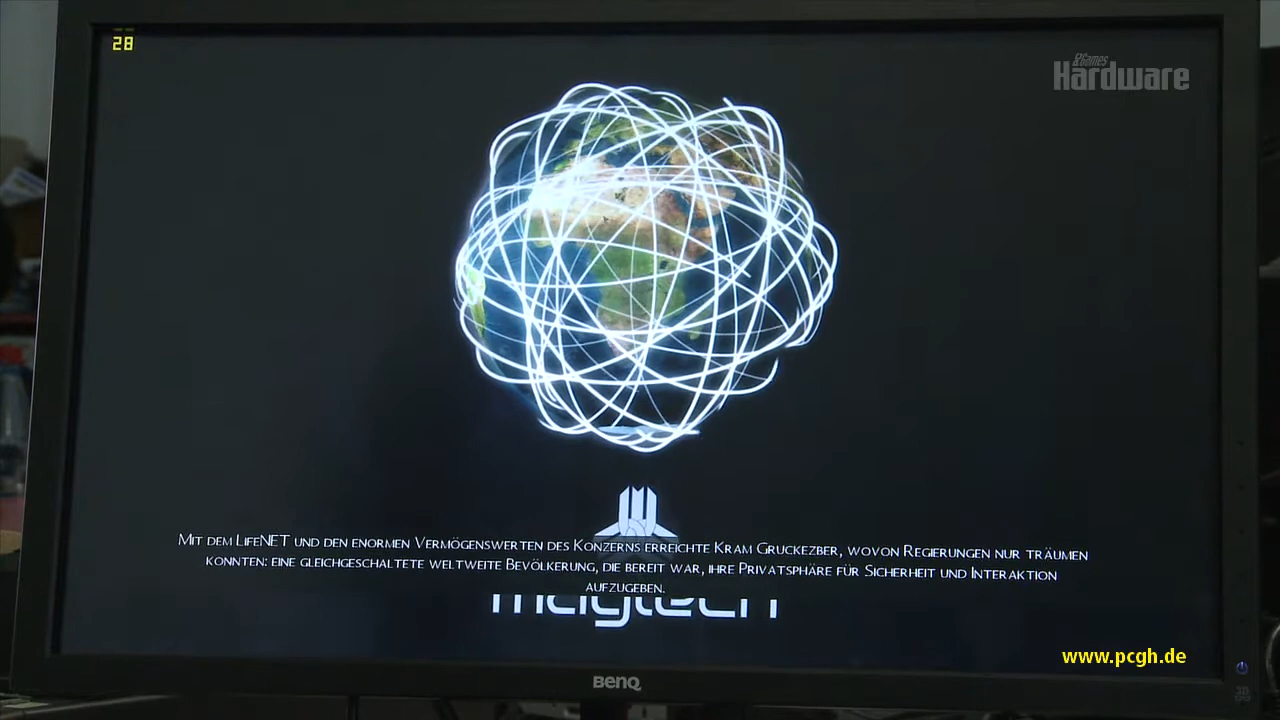 28
PCGames
Hardware
Mit dem LifeNET und den enormen Vermögenswerten des Konzerns erreichte Kram Gruckezber, wovon Regierungen nur träumen
konnten: eine gleichgeschaltete weltweite Bevölkerung, die bereit war, ihre Privatsphäre für Sicherheit und Interaktion
aufzugeben.
magtech
www.pcgh.de
BenQ